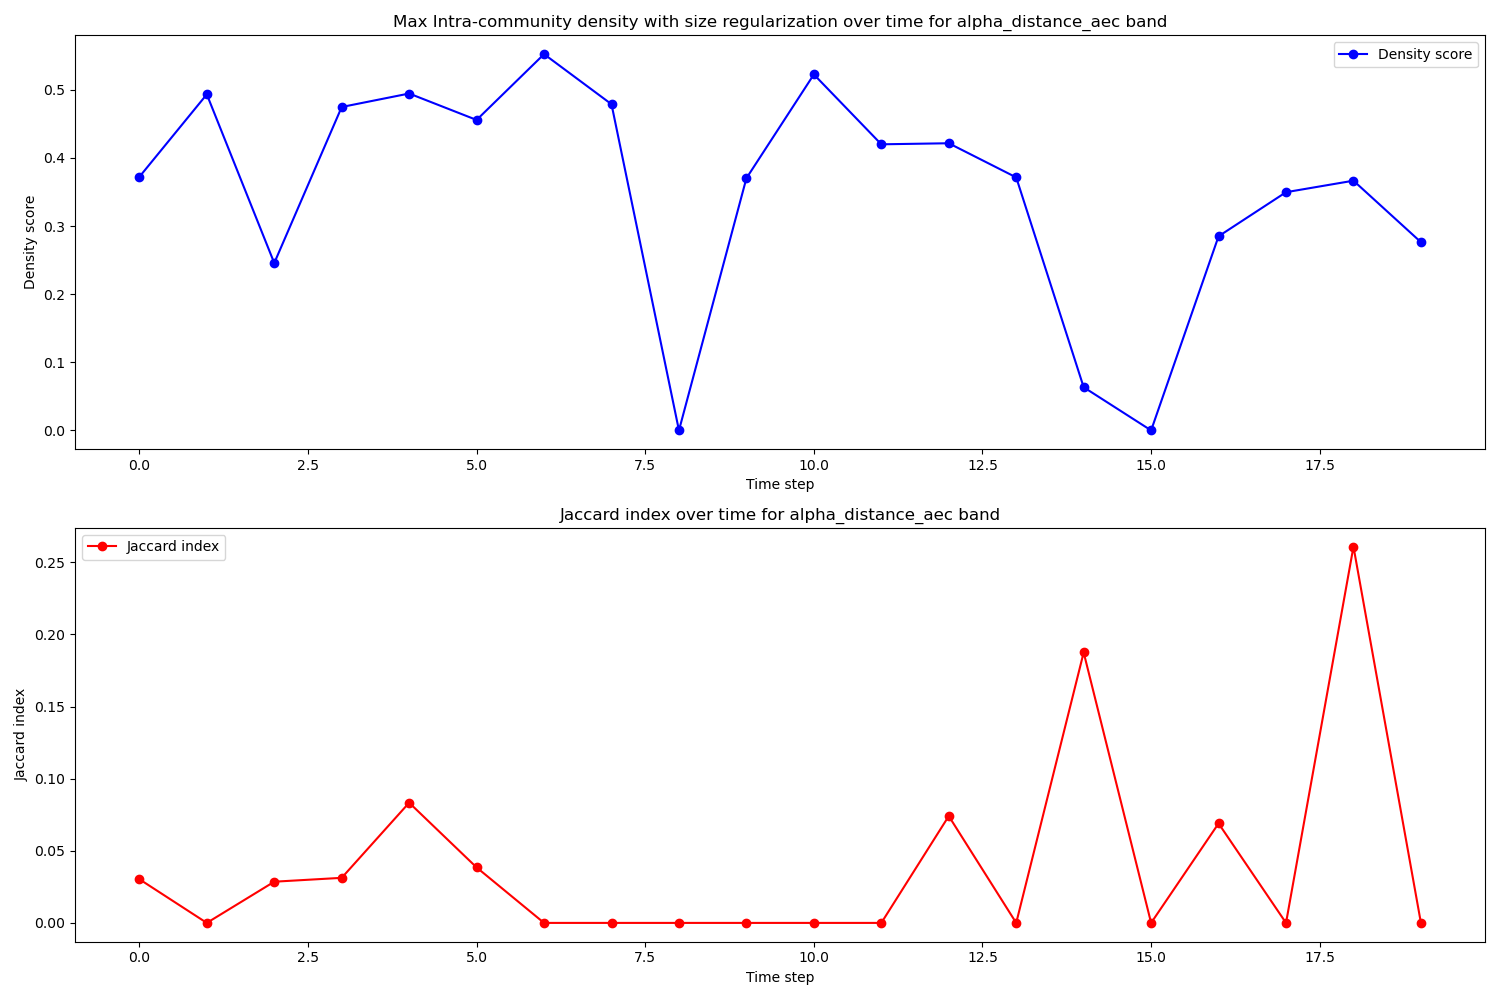 Max Intra-community density with size regularization over time for alpha_distance_aec band
Density score
0.5
0.4
0.3
0.2
0.1
0.0
Density score
0.0 2.5 5.0 7.5 10.0 12.5 15.0 17.5
Time step
Jaccard index over time for alpha_distance_aec band
Jaccard index
0.25
0.20
0.15
0.10
0.05
0.00
Jaccard index
0.0 2.5 5.0 7.5 10.0 12.5 15.0 17.5
Time step